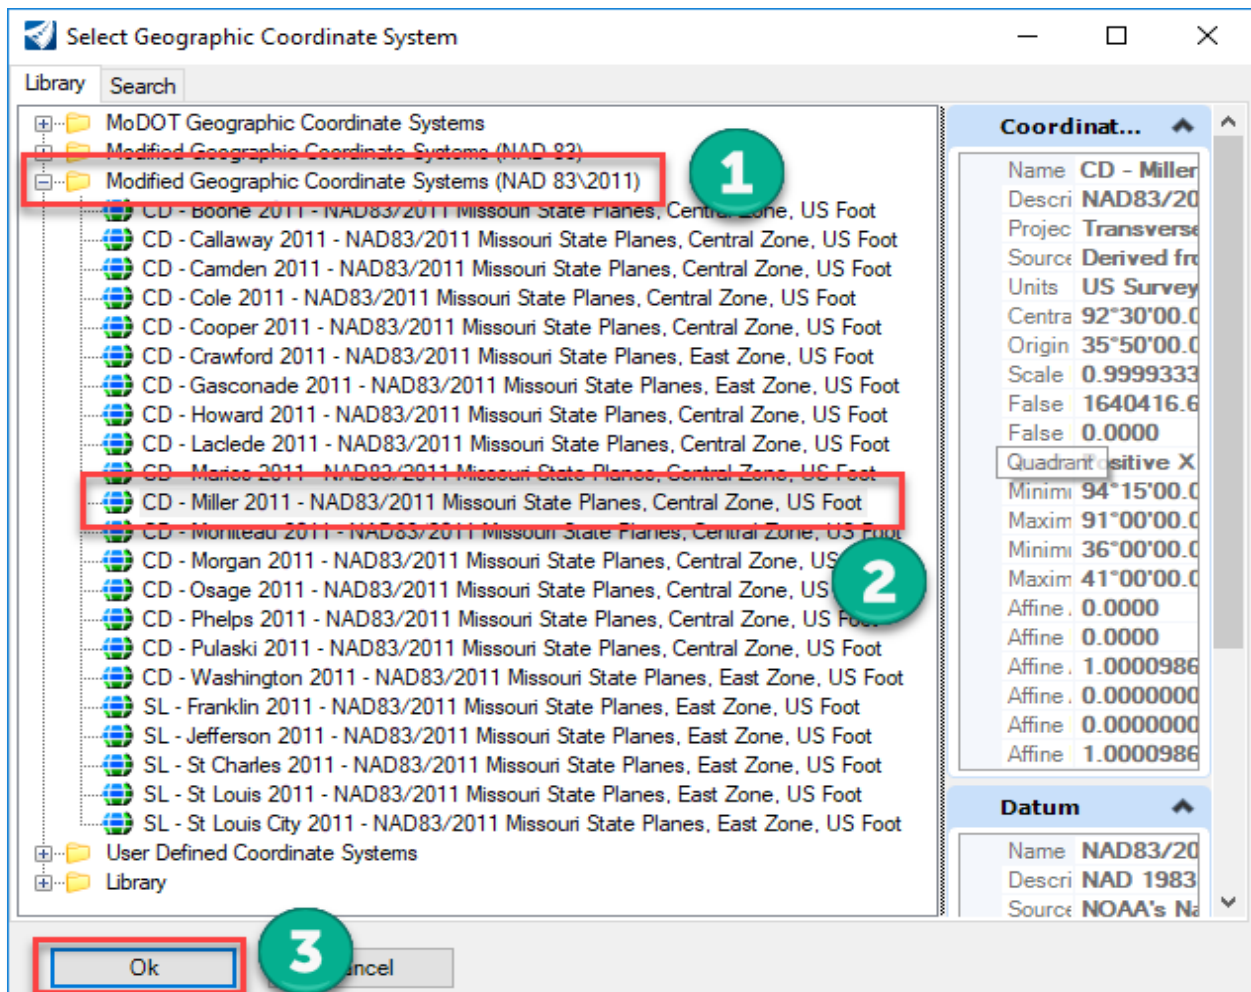 Select Geographic Coordinate System
Library Search
MoDOT Geographic Coordinate Systems
Modified Geographic Coordinate Systems (NAD 83)
Modified Geographic Coordinate Systems (NAD 83\2011)
1
CD - Boone 2011 - NAD83/2011 Missouri State Planes, Central Zone, US Foot
CD - Callaway 2011 - NAD83/2011 Missouri State Planes, Central Zone, US Foot
CD - Camden 2011 - NAD83/2011 Missouri State Planes, Central Zone, US Foot
CD - Cole 2011 - NAD83/2011 Missouri State Planes, Central Zone, US Foot
CD - Cooper 2011 - NAD83/2011 Missouri State Planes, Central Zone, US Foot
CD - Crawford 2011 - NAD83/2011 Missouri State Planes, East Zone, US Foot
CD - Gasconade 2011 - NAD83/2011 Missouri State Planes, East Zone, US Foot
CD - Howard 2011 - NAD83/2011 Missouri State Planes, Central Zone, US Foot
CD - Laclede 2011 - NAD83/2011 Missouri State Planes, Central Zone, US Foot
CD - Maries 2011 - NAD83/2011 Missouri State Planes, Central Zone, US Foot
CD - Miller 2011 - NAD83/2011 Missouri State Planes, Central Zone, US Foot
CD - Moniteau 2011 - NAD83/2011 Missouri State Planes, Central Zone, US Foot
2
CD - Morgan 2011 - NAD83/2011 Missouri State Planes, Central Zone, US
CD - Osage 2011 - NAD83/2011 Missouri State Planes, Central Zone, US
CD - Phelps 2011 - NAD83/2011 Missouri State Planes, Central Zone, US Foot
CD - Pulaski 2011 - NAD83/2011 Missouri State Planes, Central Zone, US Foot
CD - Washington 2011 - NAD83/2011 Missouri State Planes, East Zone, US Foot
SL - Franklin 2011 - NAD83/2011 Missouri State Planes, East Zone, US Foot
SL - Jefferson 2011 - NAD83/2011 Missouri State Planes, East Zone, US Foot
SL - St Charles 2011 - NAD83/2011 Missouri State Planes, East Zone, US Foot
SL - St Louis 2011 - NAD83/2011 Missouri State Planes, East Zone, US Foot
SL - St Louis City 2011 - NAD83/2011 Missouri State Planes, East Zone, US Foot
User Defined Coordinate Systems
Library
Coordinat...
Name CD - Miller
Descri NAD83/20
Projec Transverse
Source Derived fro
Units US Survey
Centra 92°30'00.0
Origin 35°50'00.0
Scale 0.9999333
False 1640416.6
False 0.0000
Quadrant ositive X
Minim 94°15'00.0
Maxim 91°00'00.0
Minim 36°00'00.0
Maxim 41°00'00.0
Affine 0.0000
Affine 0.0000
Affine 1.0000986
Affine 0.0000000
Affine 0.0000000
Affine 1.0000986
Datum
Name NAD83/20
Descri NAD 1983
Source NOAA's Na
Ok
3
ancel